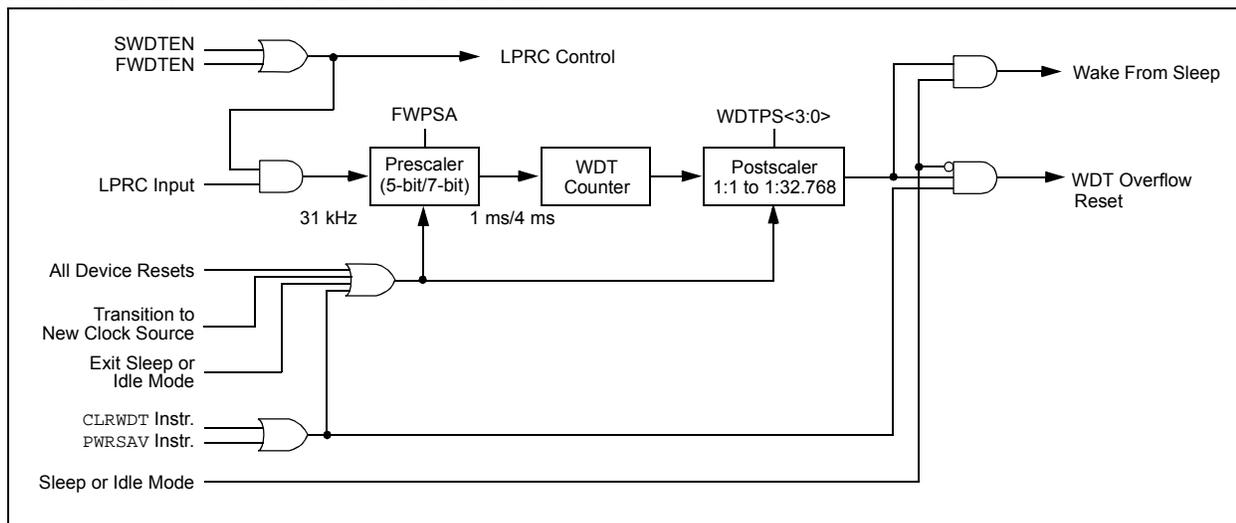 SWDTEN
FWDTEN
LPRC Control
Wake From Sleep
FWPSA
WDTPS<3:0>
LPRC Input
Prescaler
(5-bit/7-bit)
WDT
Counter
Postscaler
1:1 to 1:32.768
WDT Overflow
Reset
31 kHz
1 ms/4 ms
All Device Resets
Transition to
New Clock Source
Exit Sleep or
Idle Mode
CLRWDT Instr.
PWRSAV Instr.
Sleep or Idle Mode